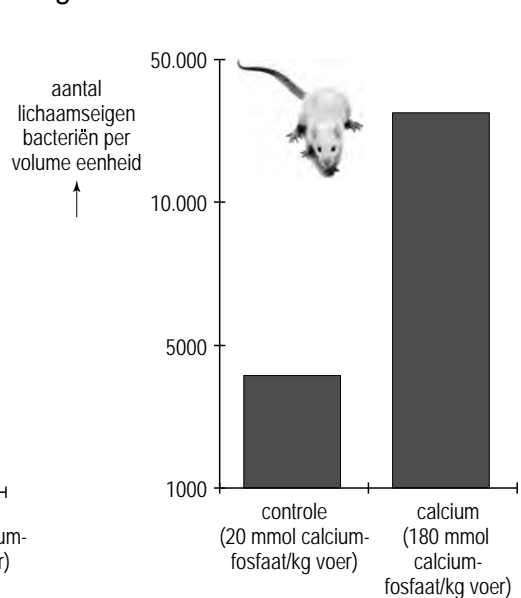 50.000
aantal
lichaamseigen
bacteriën per
volume eenheid
10.000
5000
1000
controle
(20 mmol calcium-
fosfaat/kg voer)
calcium
(180 mmol
calcium-
fosfaat/kg voer)